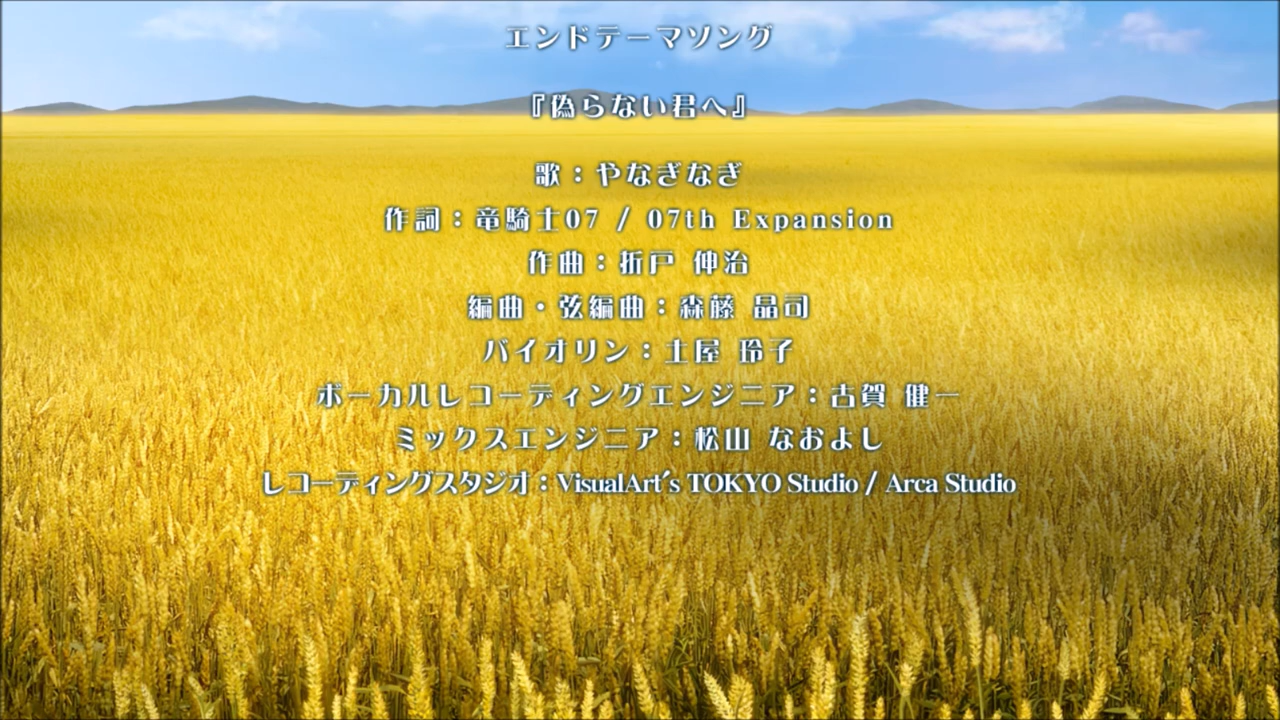 エンドテーマソング
『偽らない君へ』
歌：やなぎなぎ
作詞：竜騎士07 / 07th Expansion
作曲：折戸 伸治
編曲・弦編曲：森藤 晶司
バイオリン：土屋 玲子
ボーカルレコーディングエンジニア：古賀 健一
ミックスエンジニア：松山 なおよし
レコーディングスタジオ：VisualArt's TOKYO Studio / Arca Studio